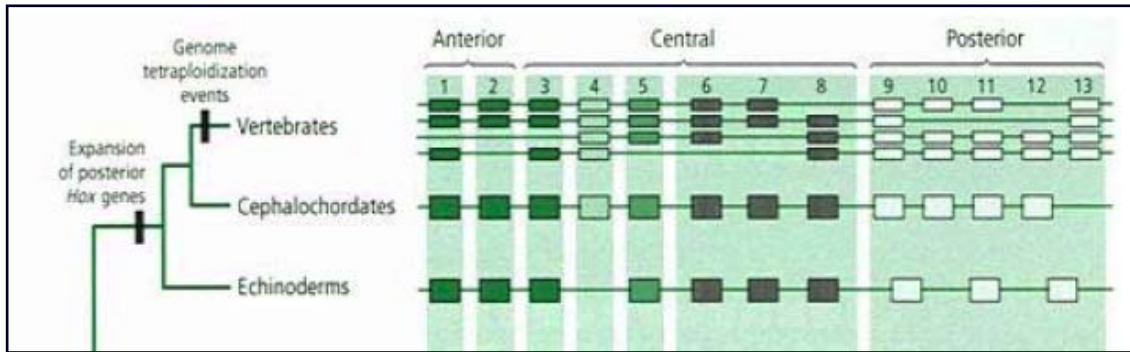 Genome
tetraploidization
events
Expansion
of posterior
Hox genes
Vertebrates
Cephalochordates
Echinoderms
Anterior Central Posterior
1 2 3 4 5 6 7 8 9 10 11 12 13